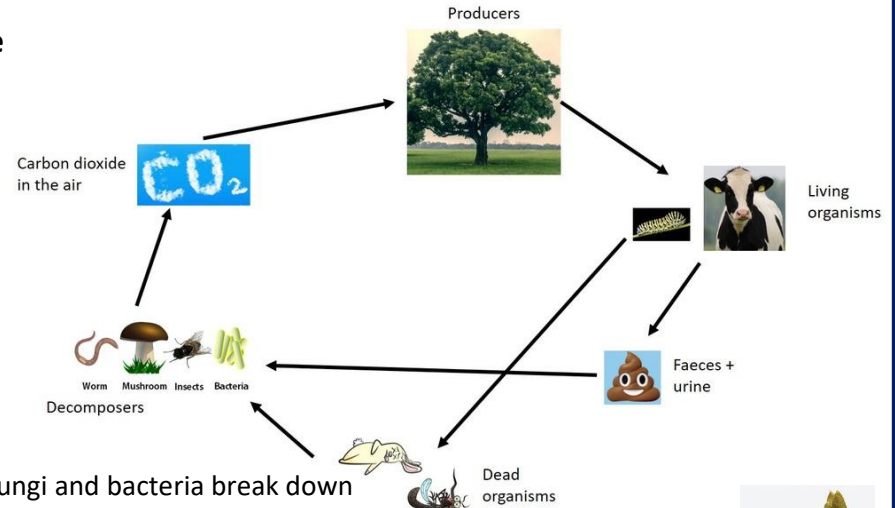 Producers
e
Carbon dioxide
in the air
CO2
Living
organisms
Faeces +
urine
Worm Mushroom Insects Bacteria
Decomposers
Dead
organisms
ungi and bacteria break down